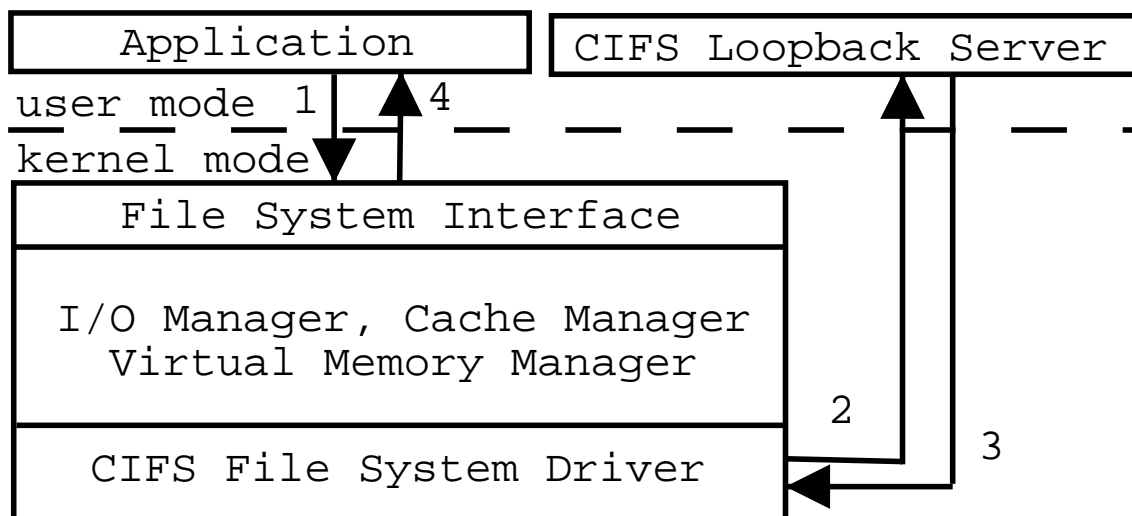 Application
CIFS Loopback Server
user mode
1
4
kernel mode
File System Interface
I/O Manager, Cache Manager
Virtual Memory Manager
2
3
CIFS File System Driver